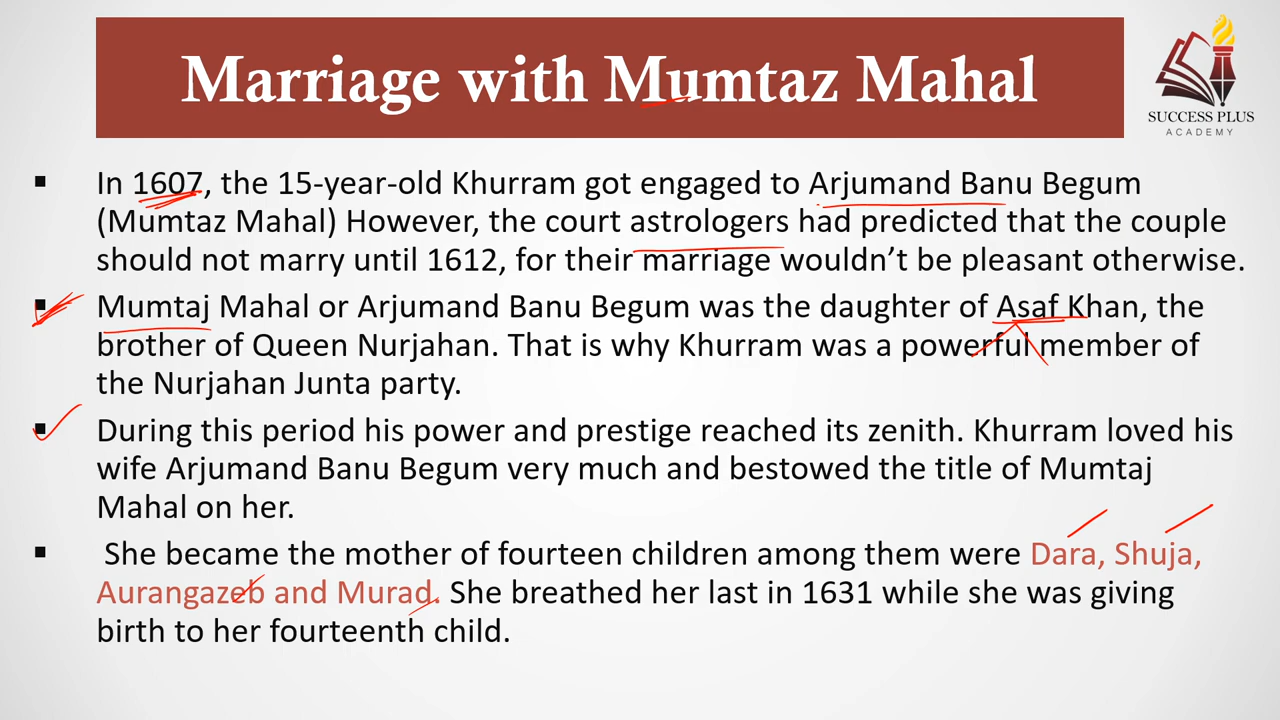 Marriage with Mumtaz Mahal
SUCCESS PLUS
ACADEMY
▪ In 1607, the 15-year-old Khurram got engaged to Arjumand Banu Begum
(Mumtaz Mahal) However, the court astrologers had predicted that the couple
should not marry until 1612, for their marriage wouldn’t be pleasant otherwise.
▪ Mumtaj Mahal or Arjumand Banu Begum was the daughter of Asaf Khan, the
brother of Queen Nurjahan. That is why Khurram was a powerful member of
the Nurjahan Junta party.
▪ During this period his power and prestige reached its zenith. Khurram loved his
wife Arjumand Banu Begum very much and bestowed the title of Mumtaj
Mahal on her.
▪ She became the mother of fourteen children among them were Dara, Shuja,
Aurangazeb and Murad. She breathed her last in 1631 while she was giving
birth to her fourteenth child.